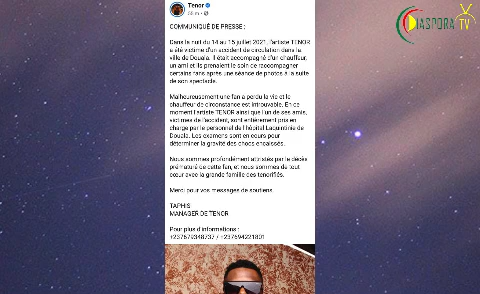 Tenor
55 m
COMMUNIQUÉ DE PRESSE :
Dans la nuit du 14 au 15 juillet 2021, l'artiste TENOR
a été victime d'un accident de circulation dans la
ville de Douala. Il était accompagné d'un chauffeur,
un ami et ils prenaient le soin de raccompagner
certains fans après une séance de photos à la suite
de son spectacle.
Malheureusement une fan a perdu la vie et le
chauffeur de circonstance est introuvable. En ce
moment l'artiste TENOR ainsi que l'un de ses amis,
victimes de l'accident, sont entièrement pris en
charge par le personnel de l'hôpital Laquintinie de
Douala. Les examens sont en cours pour
déterminer la gravité des chocs encaissés.
Nous sommes profondément attristés par le décès
prématuré de cette fan, et nous sommes de tout
cœur avec la grande famille des tenorifiés.
Merci pour vos messages de soutiens
TAPHIS
MANAGER DE TENOR
Pour plus d'informations :
+237679348737 / +237694221801
DIASPORA
TV